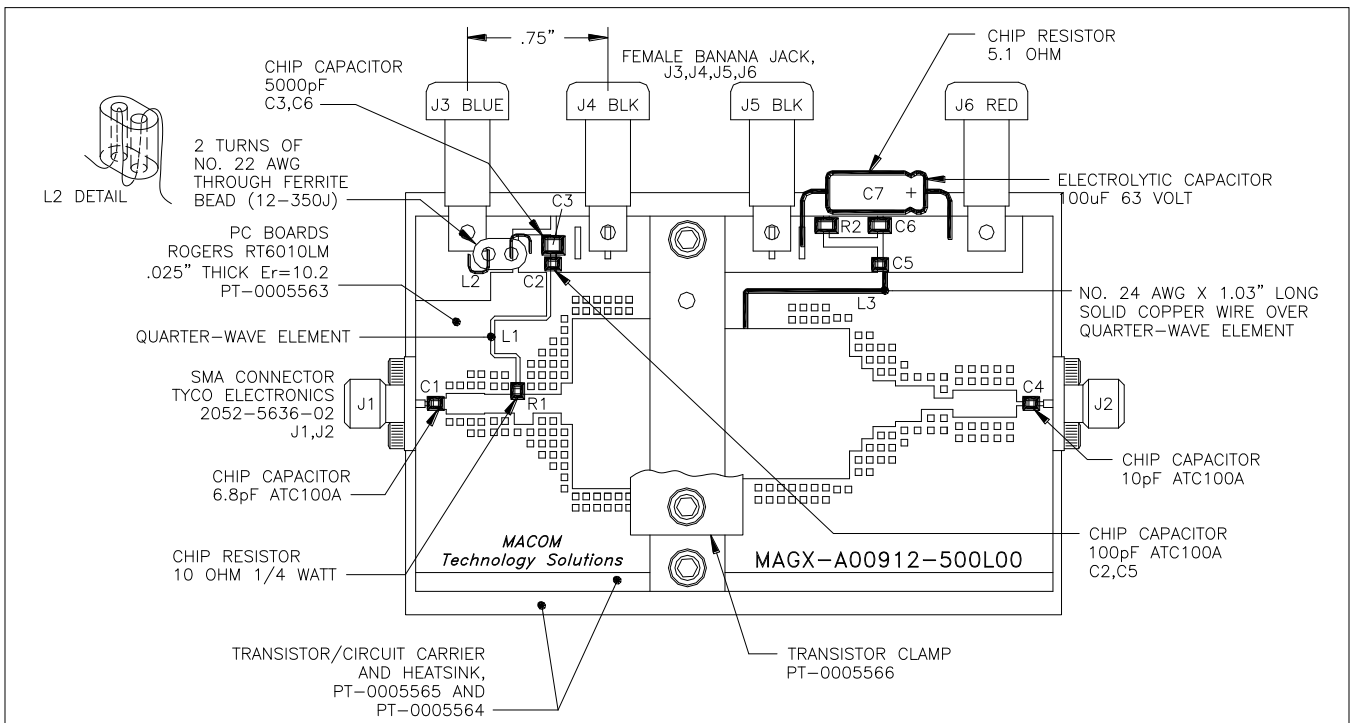 .75"
FEMALE BANANA JACK,
J3,J4,J5,J6
CHIP RESISTOR
5.1 OHM
CHIP CAPACITOR
5000pF
C3,C6
J3 BLUE
J4 BLK
J5 BLK
J6 RED
L2 DETAIL
2 TURNS OF
NO. 22 AWG
THROUGH FERRITE
BEAD (12-350J)
C3
C7 +
ELECTROLYTIC CAPACITOR
100uF 63 VOLT
R2
C6
PC BOARDS
ROGERS RT6010LM
.025" THICK Er=10.2
PT-0005563
L2
C2
C5
L3
NO. 24 AWG X 1.03" LONG
SOLID COPPER WIRE OVER
QUARTER-WAVE ELEMENT
QUARTER-WAVE ELEMENT
L1
SMA CONNECTOR
TYCO ELECTRONICS
2052-5636-02
J1,J2
J1
C1
R1
C4
J2
CHIP CAPACITOR
6.8pF ATC100A
CHIP CAPACITOR
10pF ATC100A
CHIP RESISTOR
10 OHM 1/4 WATT
MACOM
Technology Solutions
MAGX-A00912-500L00
CHIP CAPACITOR
100pF ATC100A
C2,C5
TRANSISTOR/CIRCUIT CARRIER
AND HEATSINK,
PT-0005565 AND
PT-0005564
TRANSISTOR CLAMP
PT-0005566